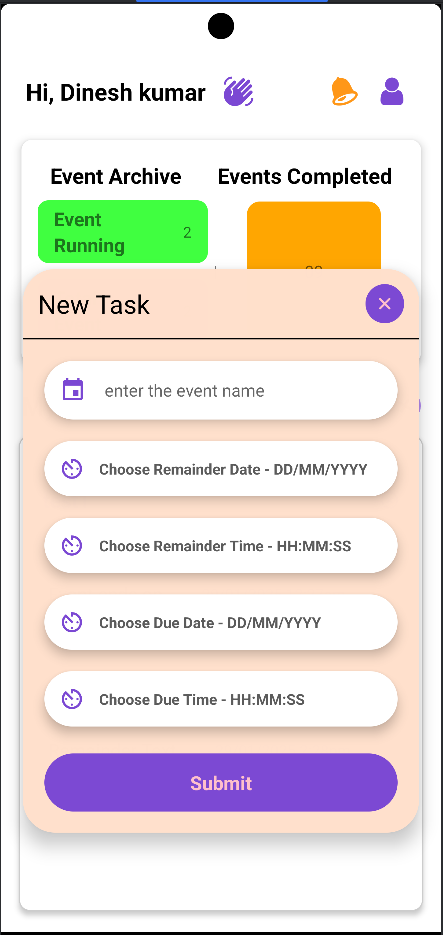 Hi, Dinesh kumar
Event Archive
Events Completed
Event
Running
2
New Task
enter the event name
Choose Remainder Date - DD/MM/YYYY
Choose Remainder Time - HH:MM:SS
Choose Due Date - DD/MM/YYYY
Choose Due Time - HH:MM:SS
Submit